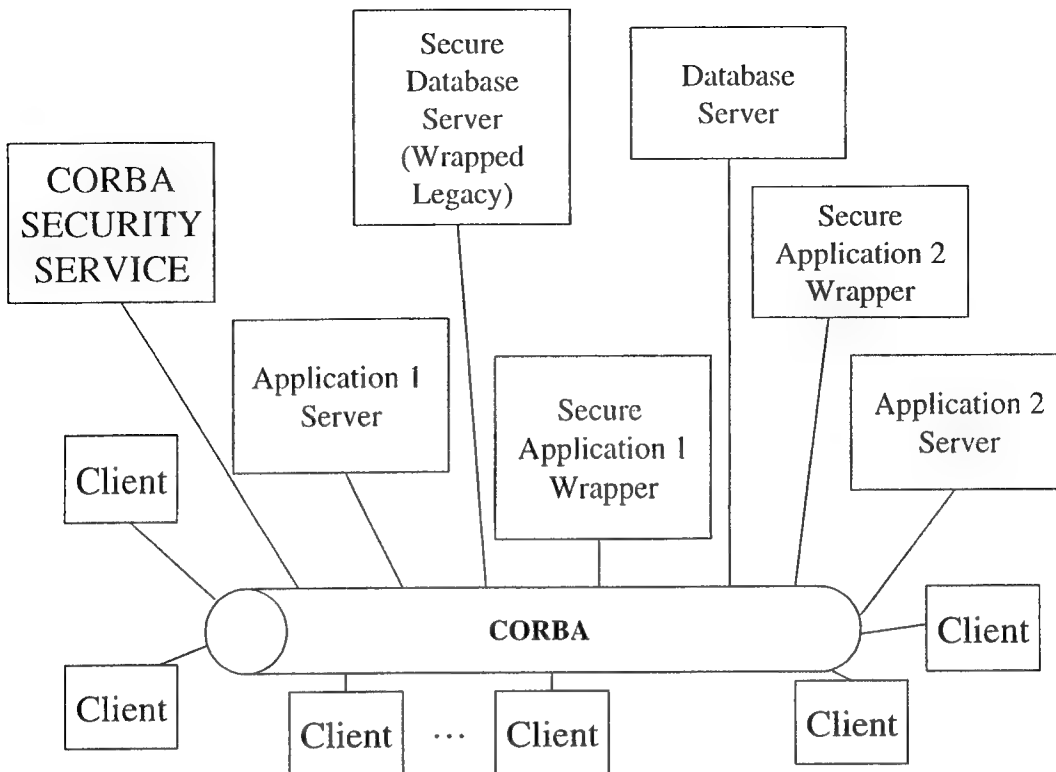 Secure
Database
Server
(Wrapped
Legacy)
Database
Server
CORBA
SECURITY
SERVICE
Secure
Application 2
Wrapper
Application 1
Server
Secure
Application 1
Wrapper
Application 2
Server
Client
CORBA
Client
Client
Client
...
Client
Client